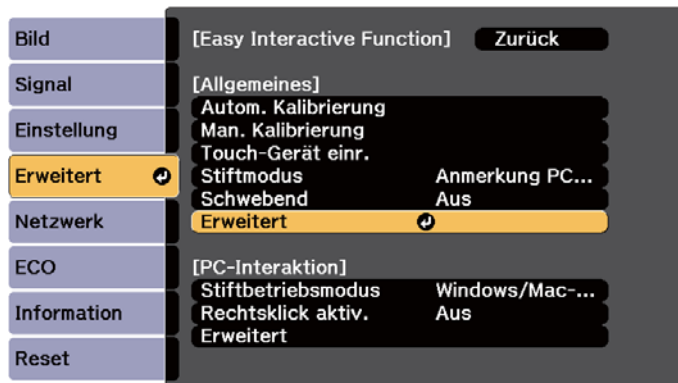 Bild
Signal
Einstellung
Erweitert
Netzwerk
ECO
Information
Reset
[Easy Interactive Function] Zurück
[Allgemeines]
Autom. Kalibrierung
Man. Kalibrierung
Touch-Gerät einr.
Stiftmodus Anmerkung PC...
Schwebend Aus
Erweitert
[PC-Interaktion]
Stiftbetriebsmodus Windows/Mac-...
Rechtsklick aktiv. Aus
Erweitert